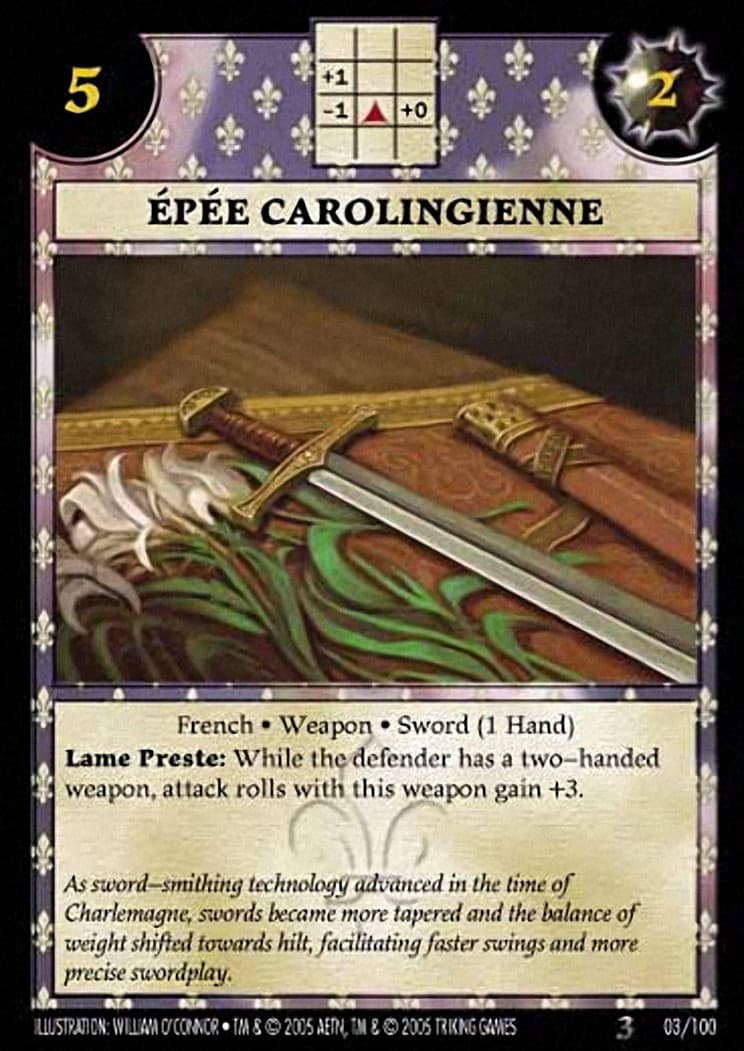 5
+1
-1 +0
2
ÉPÉE CAROLINGIENNE
French • Weapon • Sword (1 Hand)
Lame Preste: While the defender has a two–handed
weapon, attack rolls with this weapon gain +3.
As sword–smithing technology advanced in the time of
Charlemagne, swords became more tapered and the balance of
weight shifted towards hilt, facilitating faster swings and more
precise swordplay.
ILLUSTRATION: WILLIAM O'CONNOR • TM & © 2005 AETN, TM & © 2005 TRIKING GAMES 3 03/100